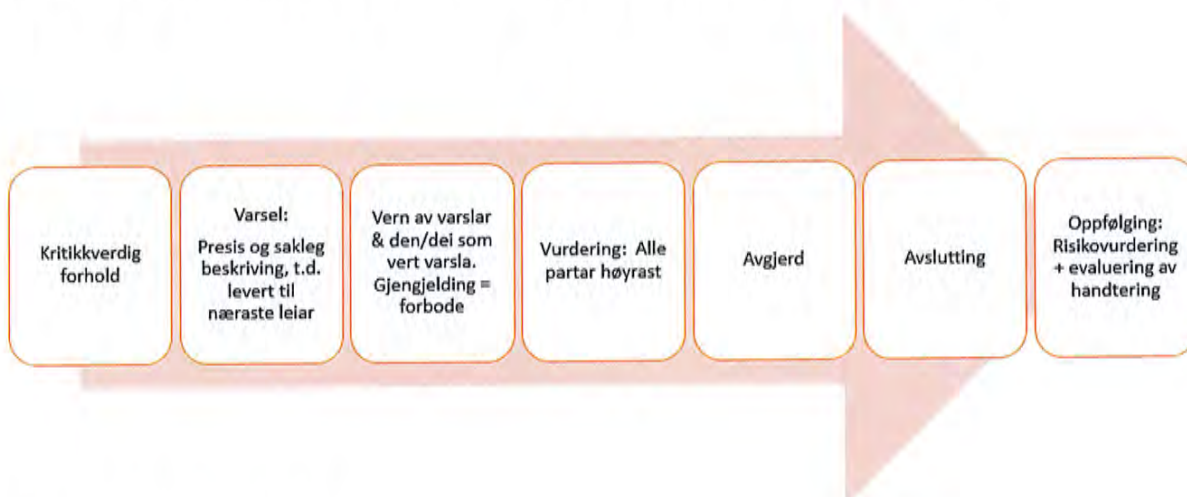 Kritikkverdig
forhold
Varsel:
Presis og sakleg
beskriving, t.d.
levert til
næraste leiar
Vern av varslar
& den/dei som
vert varsla.
Gjengjelding =
forbode
Vurdering: Alle
partar høyrast
Avgjerd
Avslutting
Oppfølging:
Risikovurdering
+ evaluering av
handtering